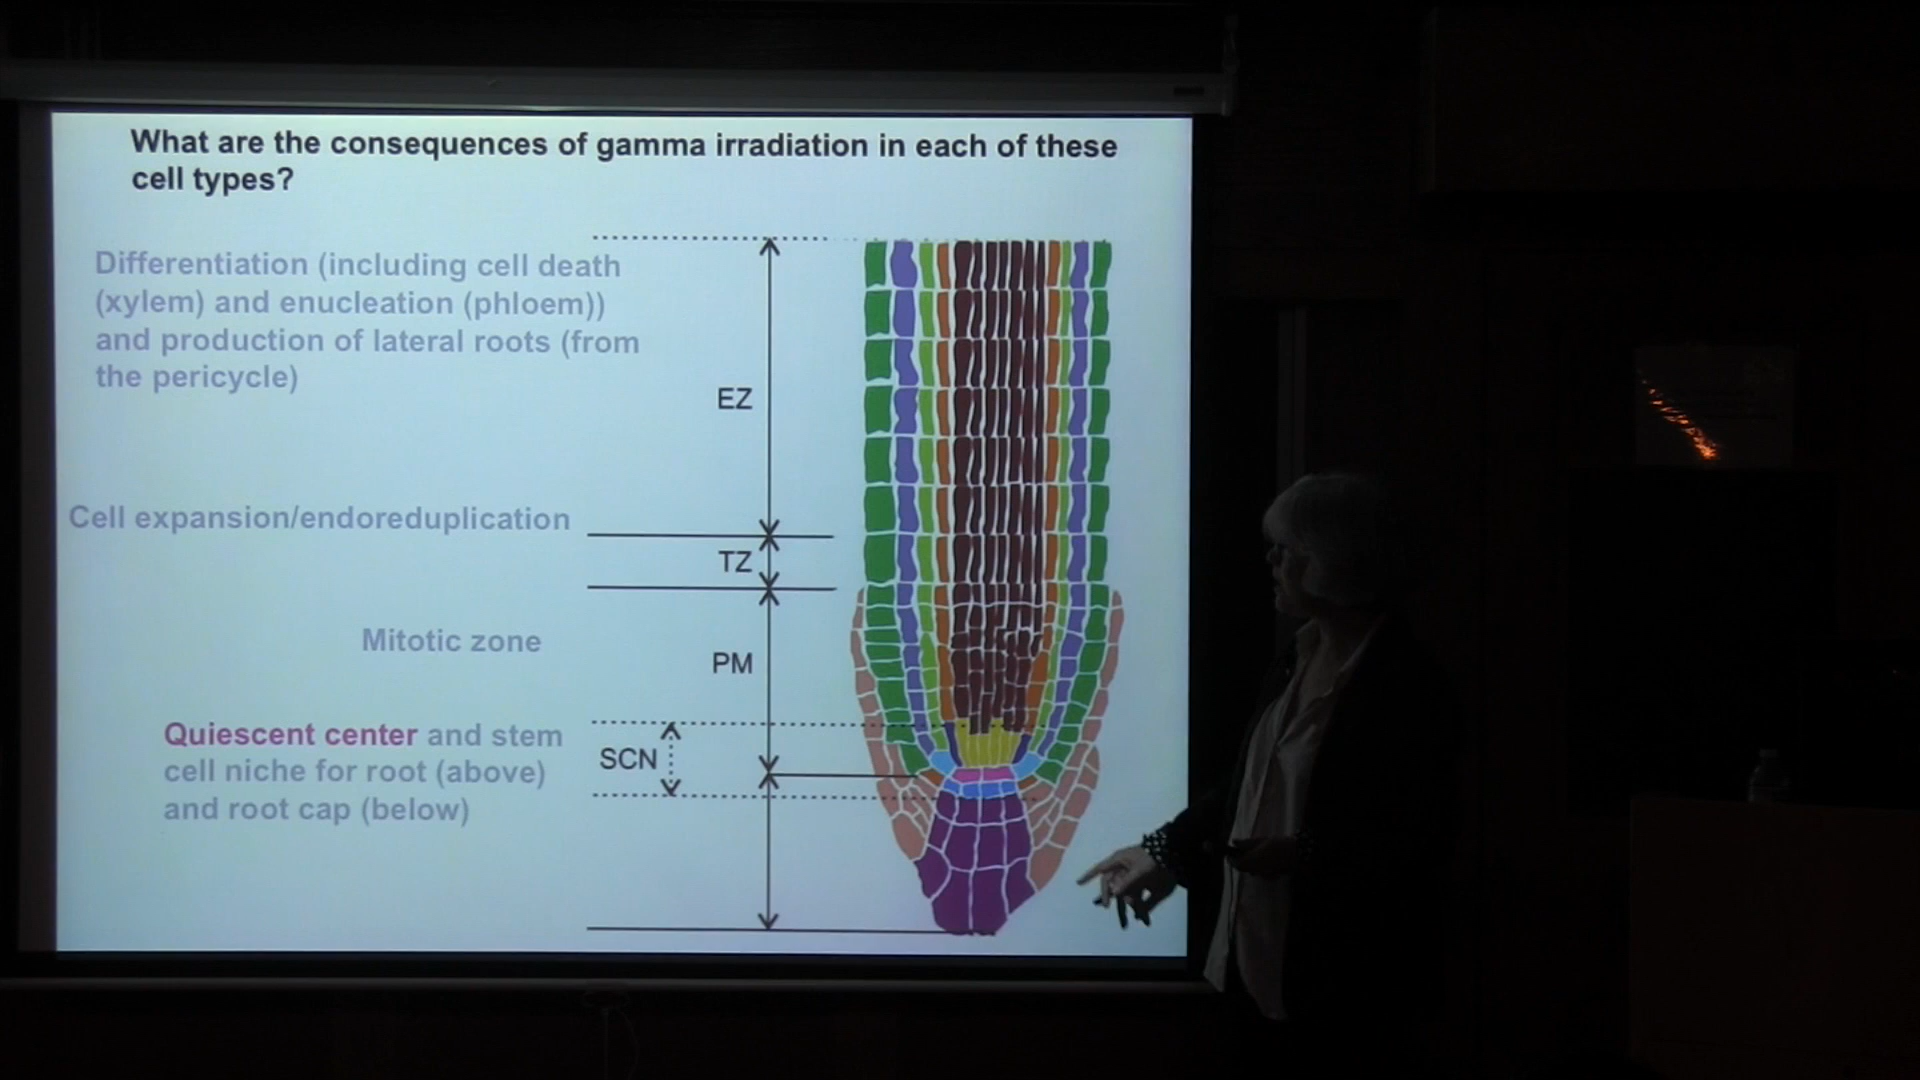 What are the consequences of gamma irradiation in each of these
cell types?
Differentiation (including cell death
(xylem) and enucleation (phloem))
and production of lateral roots (from
the pericycle)
EZ
Cell expansion/endoreduplication
TZ
Mitotic zone
PM
Quiescent center and stem
cell niche for root (above)
and root cap (below)
SCN